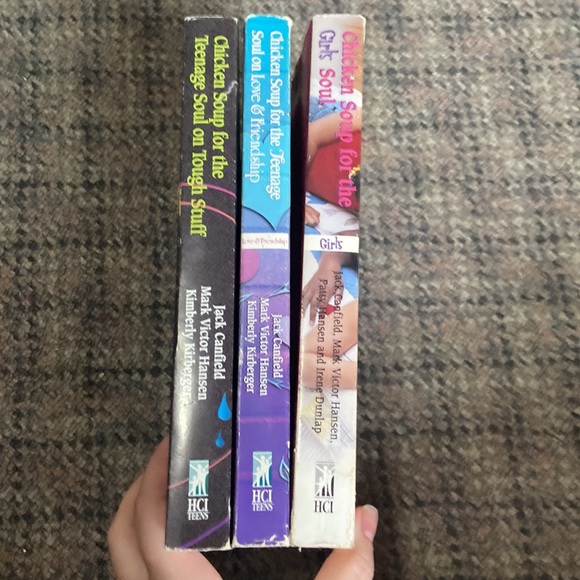 Chicken Soup for the
Teenage Soul on Tough Stuff
Jack Canfield
Mark Victor Hansen
Kimberly Kirberger
HCI
TEENS
Chicken Soup for the Teenage
Soul on Love & Friendship
Love & Friendship
Jack Canfield
Mark Victor Hansen
Kimberly Kirberger
HCI
TEENS
Chicken Soup for the
Girl's Soul
Girl's
Jack Canfield, Mark Victor Hansen,
Patty Hansen and Irene Dunlap
HCI